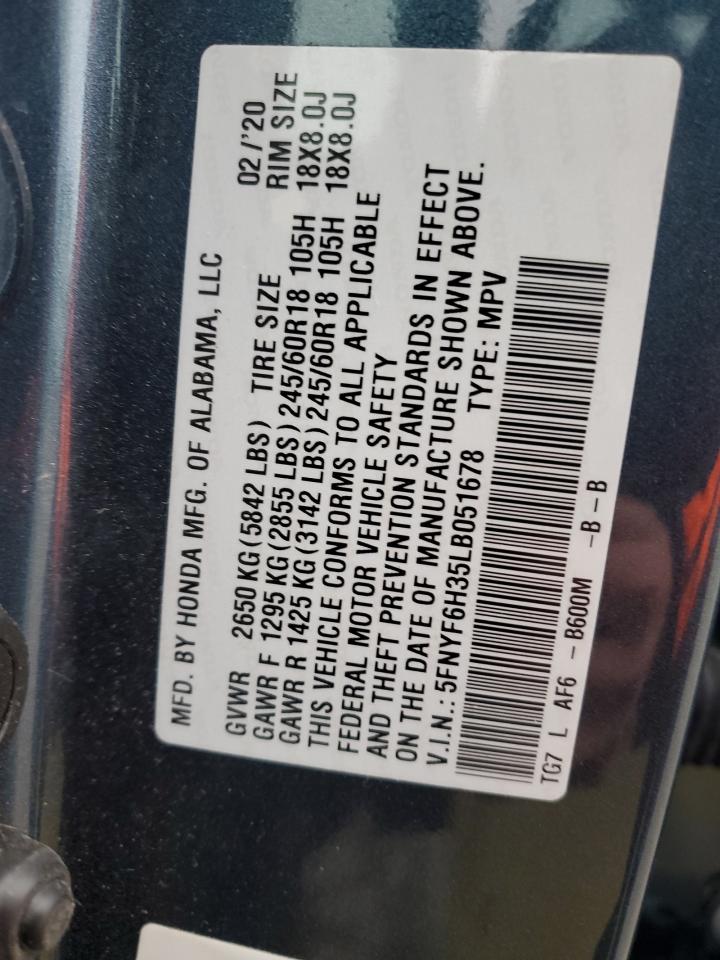 MFD. BY HONDA MFG. OF ALABAMA, LLC 02/'20
GVWR 2650 KG(5842 LBS) TIRE SIZE RIM SIZE
GAWR F 1295 KG(2855 LBS)245/60R18 105H 18X8.0J
GAWR R 1425 KG(3142 LBS)245/60R18 105H 18X8.0J
THIS VEHICLE CONFORMS TO ALL APPLICABLE
FEDERAL MOTOR VEHICLE SAFETY
AND THEFT PREVENTION STANDARDS IN EFFECT
ON THE DATE OF MANUFACTURE SHOWN ABOVE.
V.I.N.: 5FNYF6H35LB051678 TYPE: MPV
TG7 L AF6 -B600M -B-B